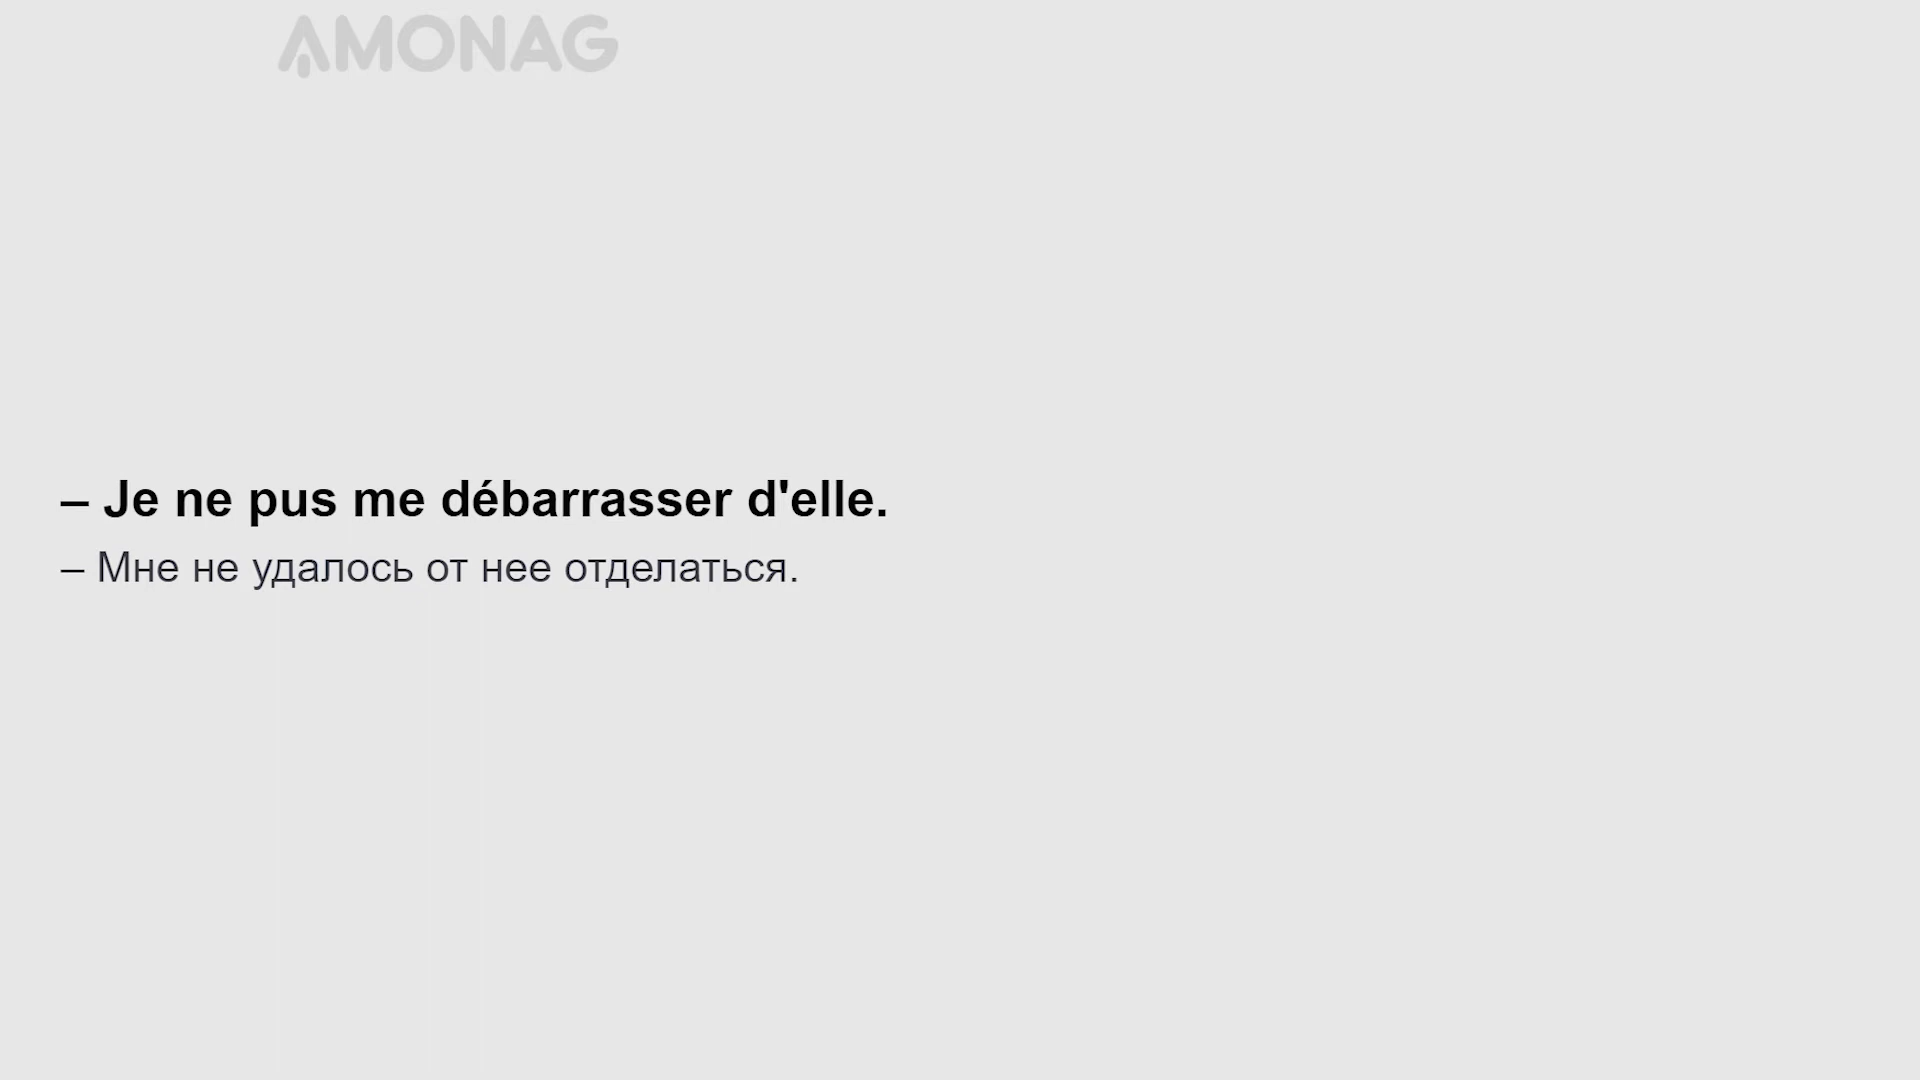 AMONAG
– Je ne pus me débarrasser d'elle.
– Мне не удалось от нее отделаться.